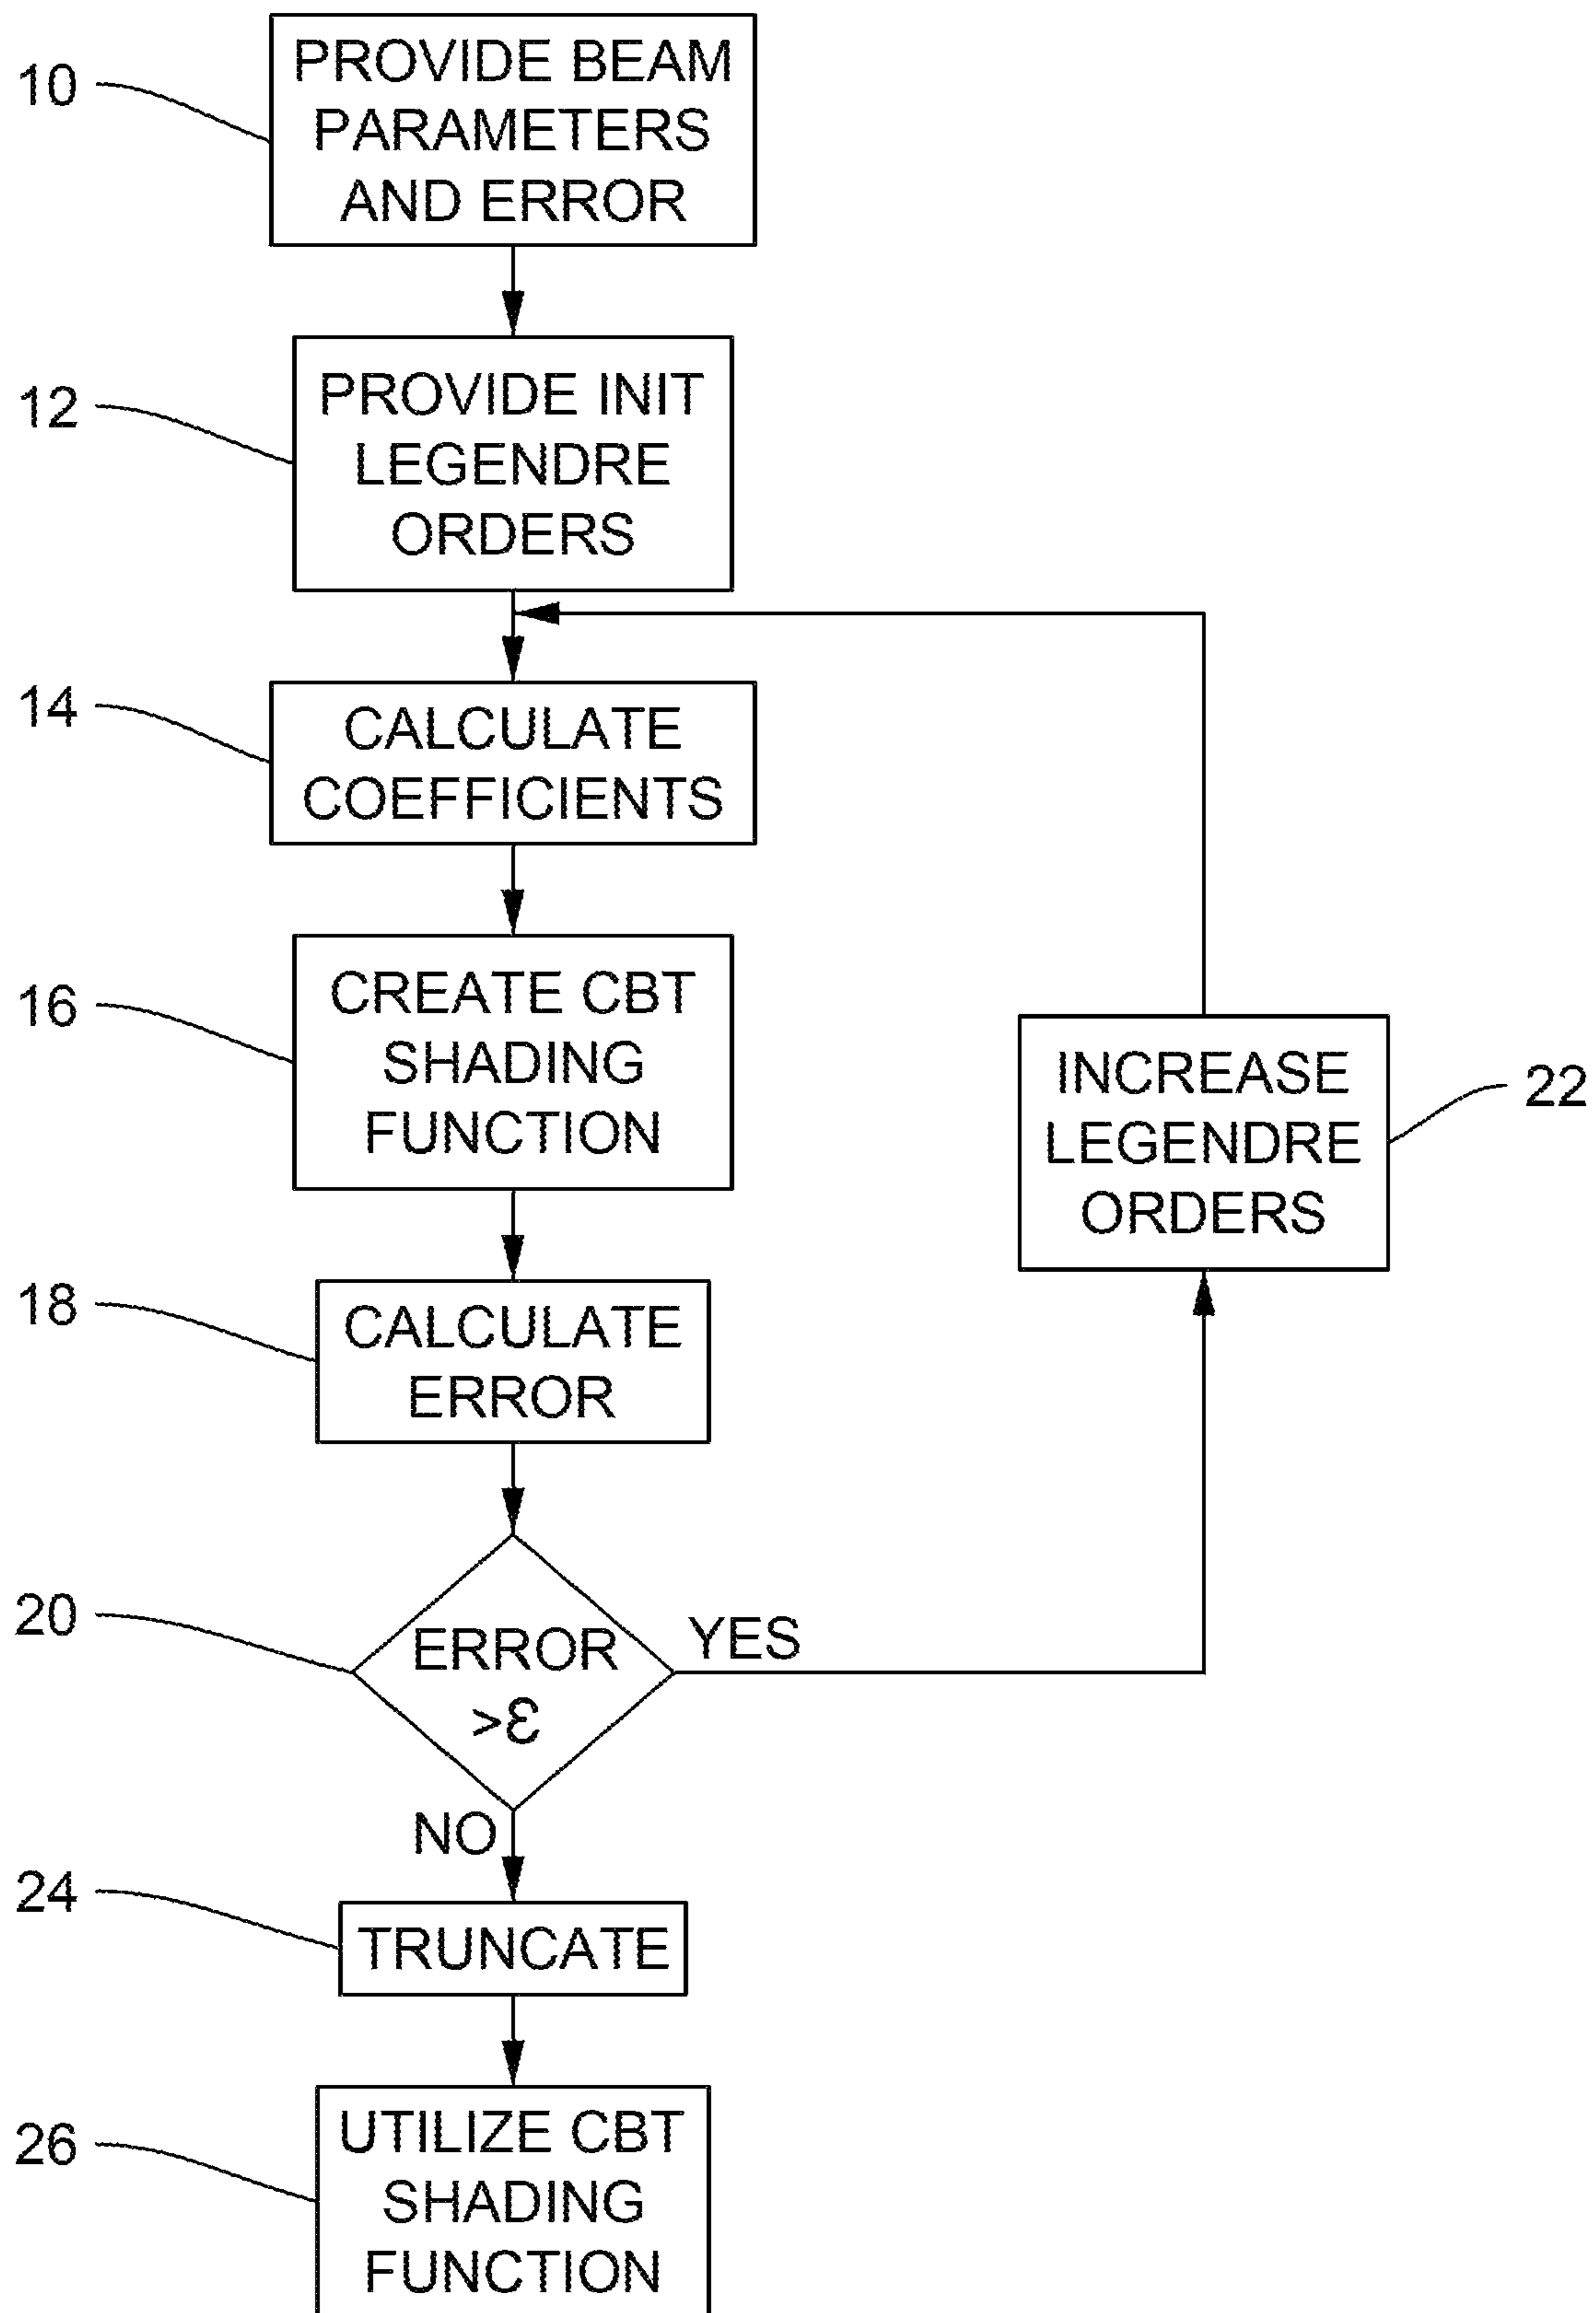 10
PROVIDE BEAM
PARAMETERS
AND ERROR
12
PROVIDE INIT
LEGENDRE
ORDERS
14
CALCULATE
COEFFICIENTS
16
CREATE CBT
SHADING
FUNCTION
INCREASE
LEGENDRE
ORDERS
22
18
CALCULATE
ERROR
20
ERROR
>Ɛ
YES
NO
24
TRUNCATE
26
UTILIZE CBT
SHADING
FUNCTION